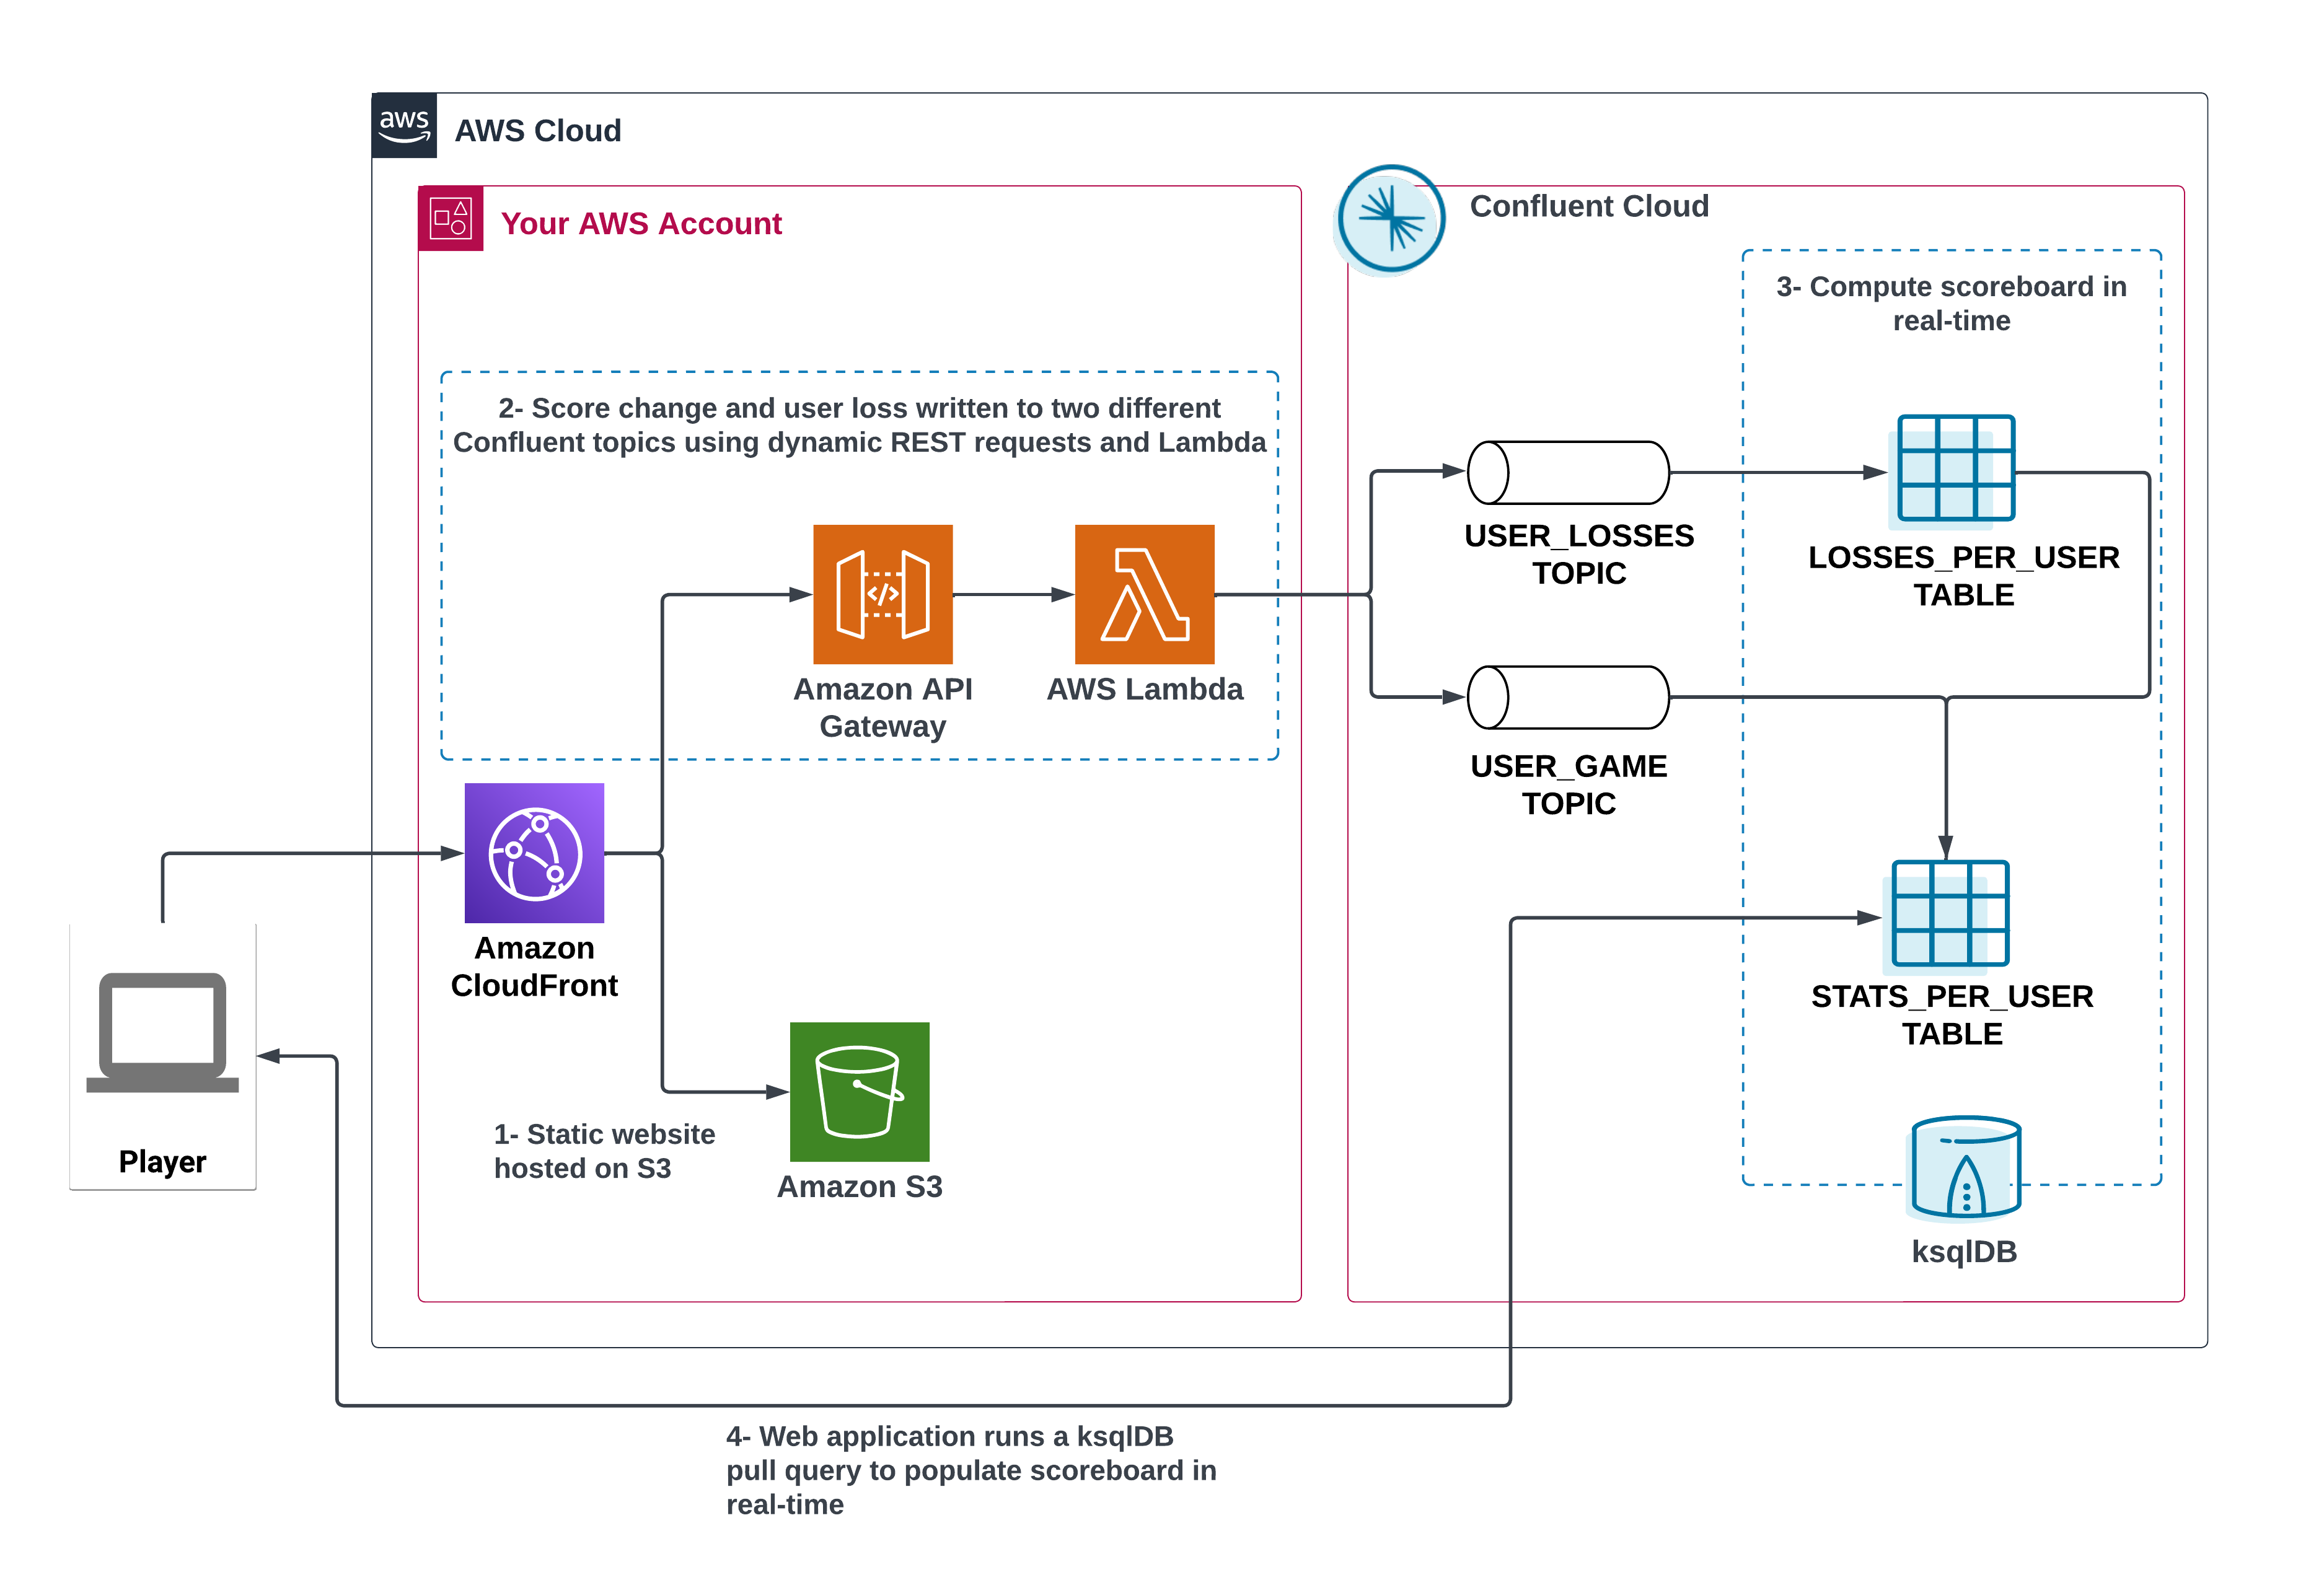 aws
AWS Cloud
Your AWS Account
Confluent Cloud
3- Compute scoreboard in
real-time
2- Score change and user loss written to two different
Confluent topics using dynamic REST requests and Lambda
USER_LOSSES
TOPIC
LOSSES_PER_USER
TABLE
</>
Amazon API
Gateway
AWS Lambda
USER_GAME
TOPIC
Amazon
CloudFront
STATS_PER_USER
TABLE
Player
1- Static website
hosted on S3
Amazon S3
ksqlDB
4- Web application runs a ksqlDB
pull query to populate scoreboard in
real-time